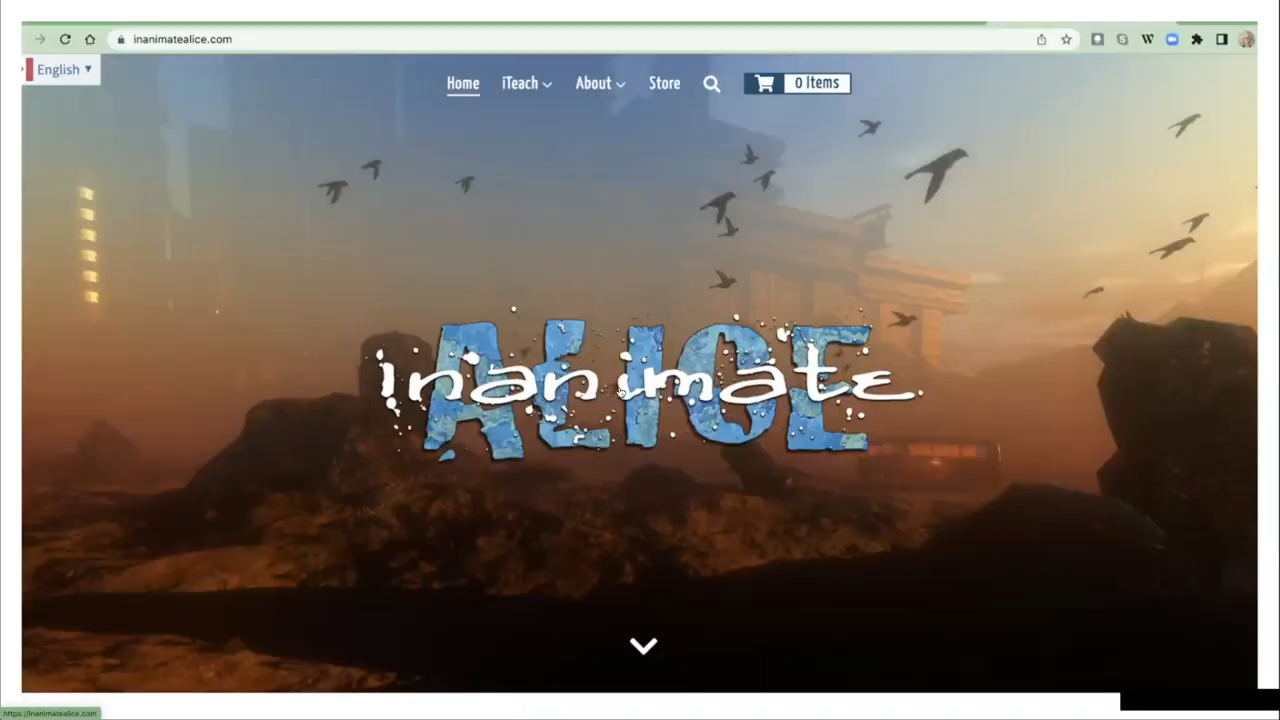 inanimatealice.com
English
Home iTeach About Store 0 Items
ALICE
inanimate
https://inanimatealice.com